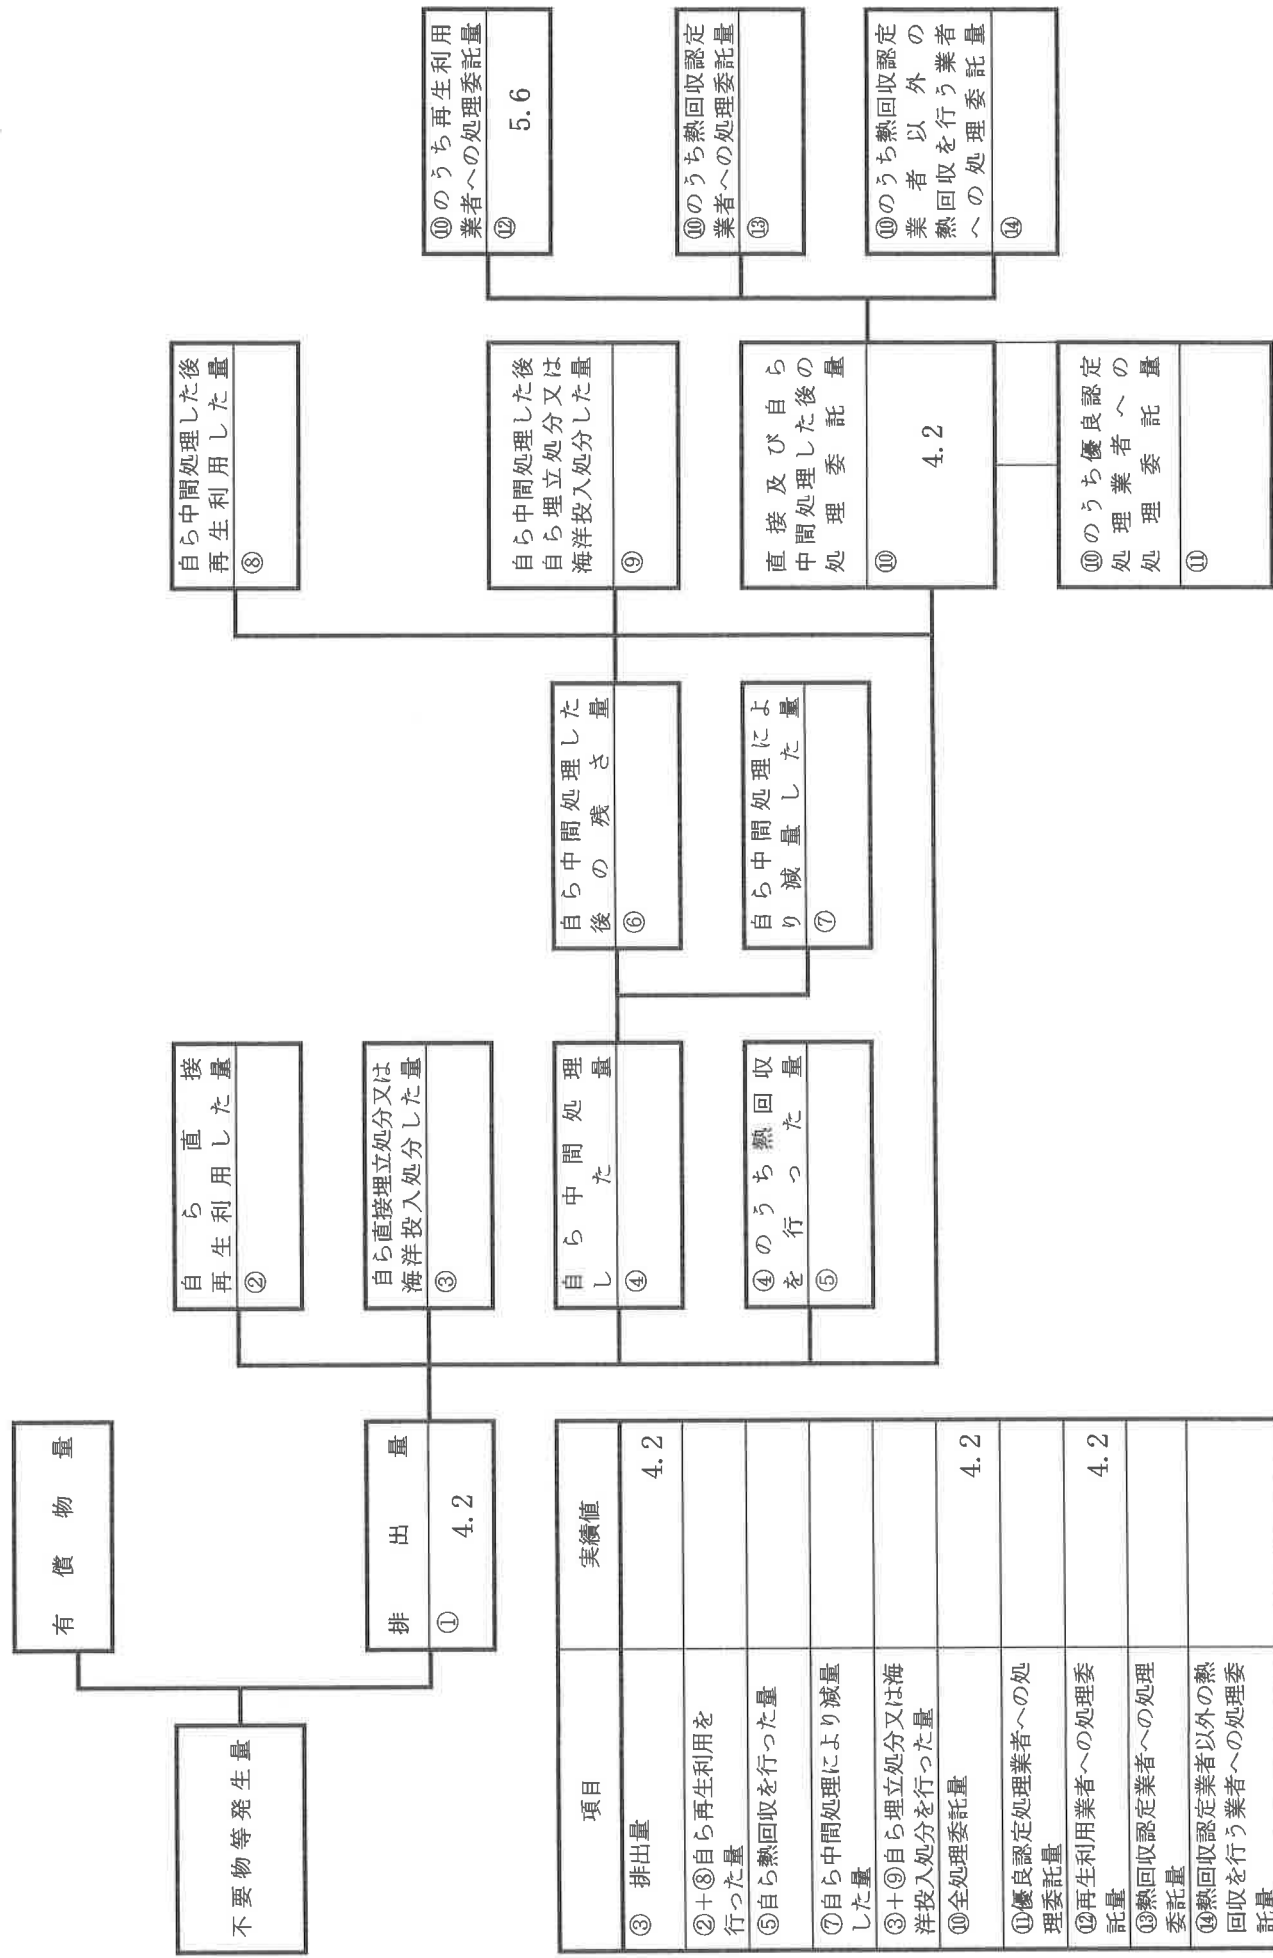 不要物等発生量
有償物量
排出量
① 4.2
自ら直接
再生利用した量
②
自ら直接埋立処分又は
海洋投入処分した量
③
自ら中間処理
した量
④
④のうち熱回収
を行った量
⑤
自ら中間処理した
後の残さ量
⑥
自ら中間処理によ
り減量した量
⑦
自ら中間処理した後
再生利用した量
⑧
自ら中間処理した後
自ら埋立処分又は
海洋投入処分した量
⑨
直接及び自ら
中間処理した後の
処理委託量
⑩ 4.2
⑩のうち優良認定
処理業者への
処理委託量
⑪
⑩のうち再生利用
業者への処理委託量
⑫ 5.6
⑩のうち熱回収認定
業者への処理委託量
⑬
⑩のうち熱回収認定
業者以外の
熱回収を行う業者
への処理委託量
⑭
項目 実績値
③ 排出量 4.2
②+⑧自ら再生利用を
行った量
⑤自ら熱回収を行った量
⑦自ら中間処理により減量
した量
③+⑨自ら埋立処分又は海
洋投入処分を行った量
⑩全処理委託量 4.2
⑪優良認定処理業者への処
理委託量
⑫再生利用業者への処理委
託量 4.2
⑬熱回収認定業者への処理
委託量
⑭熱回収認定業者以外の熱
回収を行う業者への処理委
託量